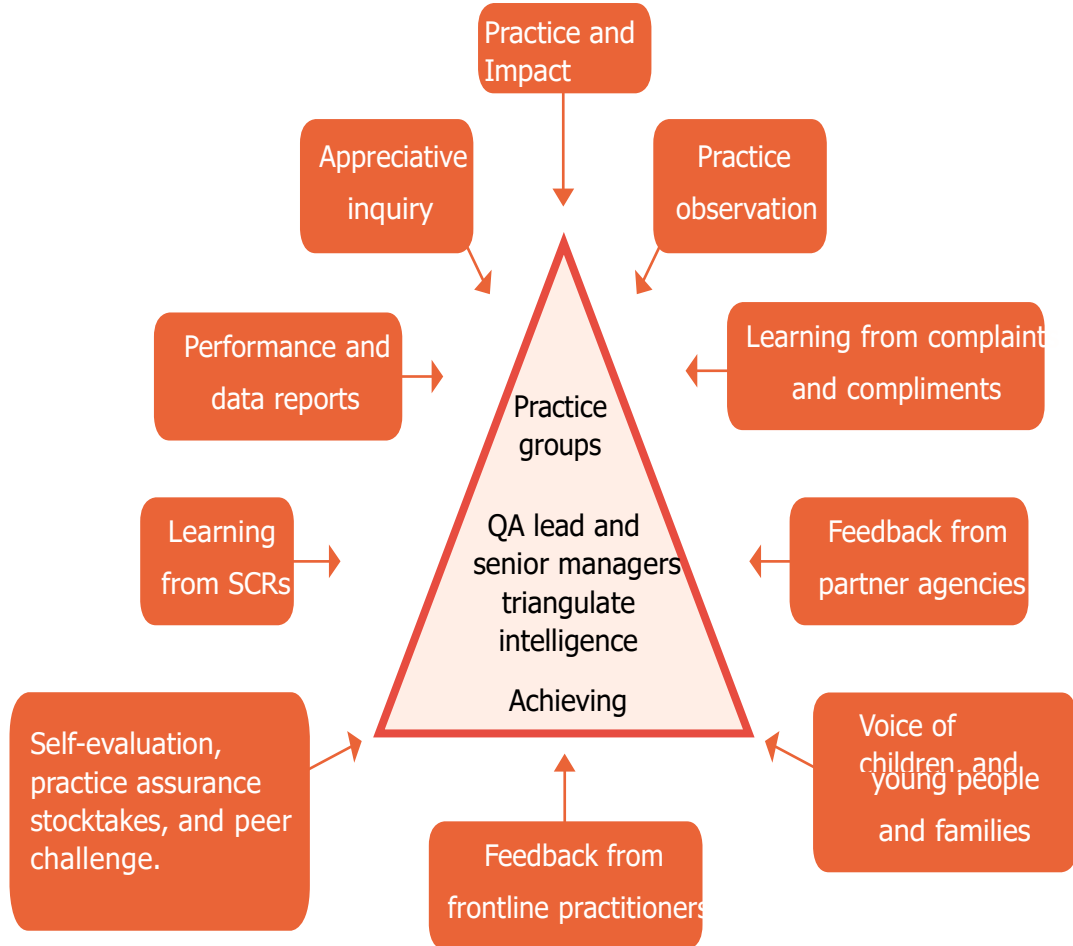 Practice and
Impact
Appreciative
inquiry
Practice
observation
Performance and
data reports
Learning from complaint
and compliments
Practice
groups
Learning
from SCRs
QA lead and
senior managers
triangulate
intelligence
Feedback from
partner agencies
Achieving
Self-evaluation,
practice assurance
stocktakes, and peer
challenge.
Voice of
children, and
young people
and families
Feedback from
frontline practitioners